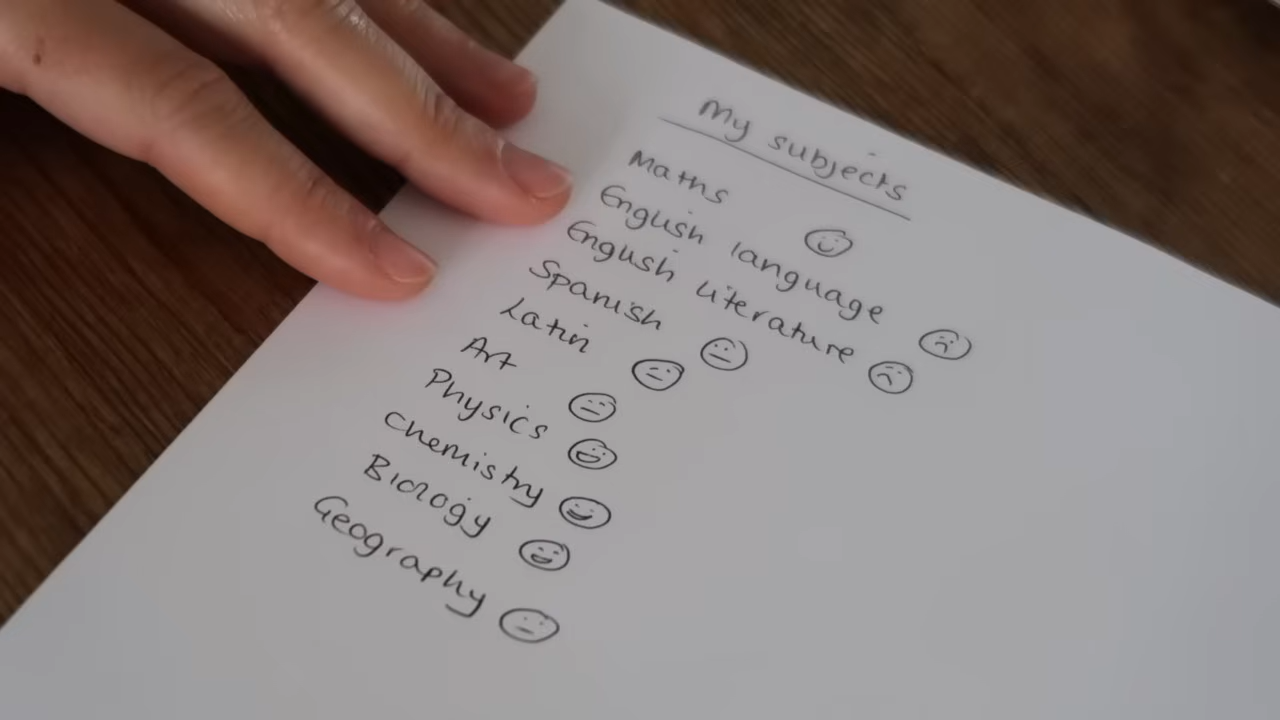 My subjects
Maths
English language
English Literature
Spanish
Latin
Art
Physics
Chemistry
Biology
Geography